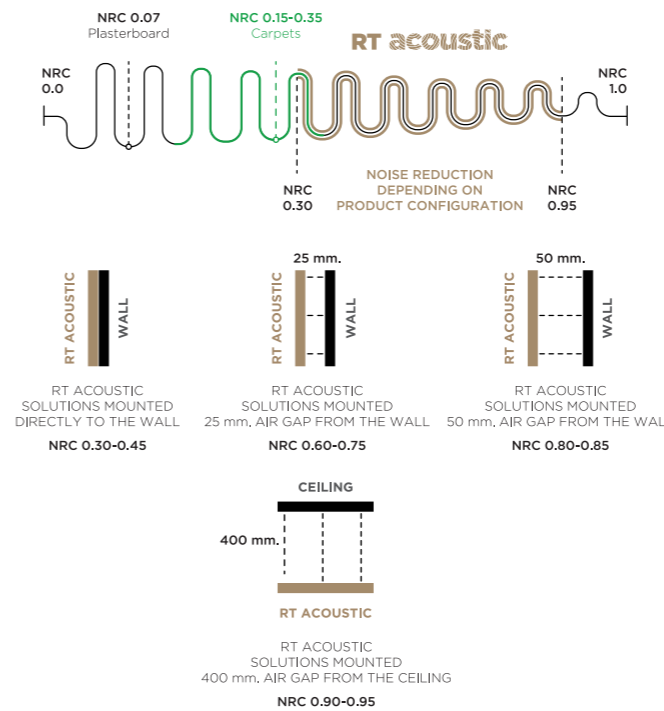 NRC 0.07
Plasterboard
NRC 0.15-0.35
Carpets
RT acoustic
NRC
0.0
NRC
1.0
NRC
0.30
NOISE REDUCTION
DEPENDING ON
PRODUCT CONFIGURATION
NRC
0.95
RT ACOUSTIC
WALL
25 mm.
RT ACOUSTIC
WALL
50 mm.
RT ACOUSTIC
WALL
RT ACOUSTIC
SOLUTIONS MOUNTED
DIRECTLY TO THE WALL
NRC 0.30-0.45
RT ACOUSTIC
SOLUTIONS MOUNTED
25 mm, AIR GAP FROM THE WALL
NRC 0.60-0.75
RT ACOUSTIC
SOLUTIONS MOUNTED
50 mm, AIR GAP FROM THE WAL
NRC 0.80-0.85
CEILING
400 mm.
RT ACOUSTIC
RT ACOUSTIC
SOLUTIONS MOUNTED
400 mm, AIR GAP FROM THE CEILING
NRC 0.90-0.95